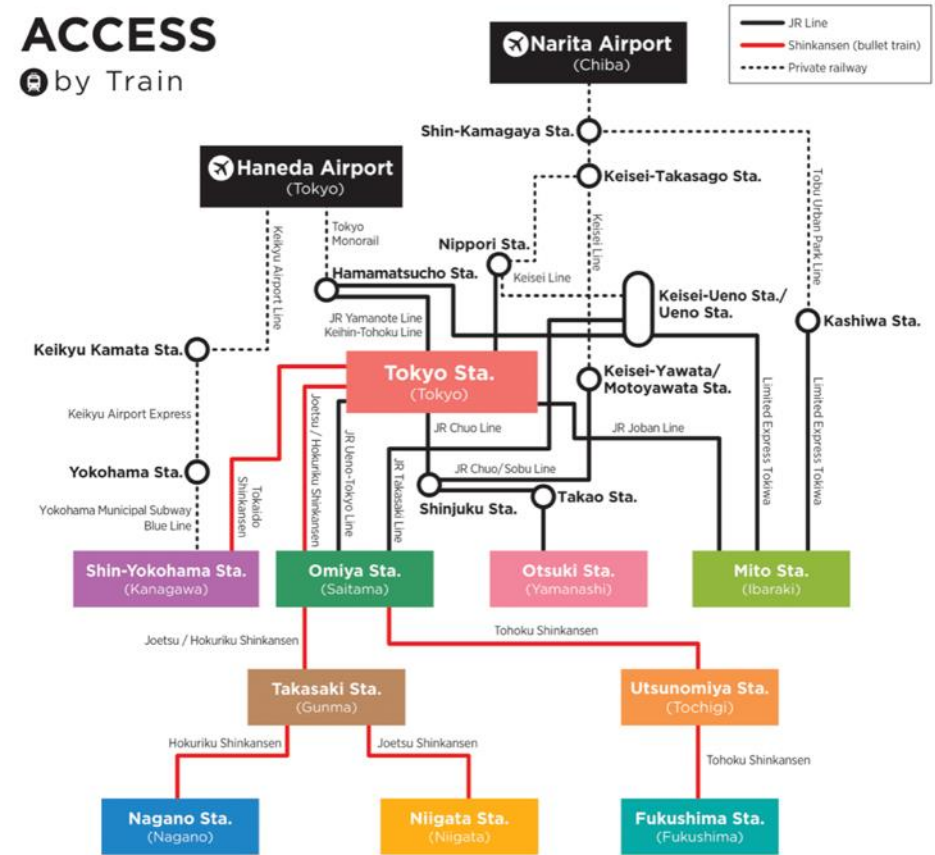 ACCESS
by Train
JR Line
Shinkansen (bullet train)
Private railway
Narita Airport
(Chiba)
Shin-Kamagaya Sta.
Haneda Airport
(Tokyo)
Keisei-Takasago Sta.
Tobu Urban Park Line
Keikyu Airport Line
Tokyo
Monorail
Nippori Sta.
Keisei Line
Hamamatsucho Sta.
Keisei Line
Keisei-Ueno Sta./
Ueno Sta.
JR Yamanote Line
Keihin-Tohoku Line
Kashiwa Sta.
Keikyu Kamata Sta.
Tokyo Sta.
(Tokyo)
Keisei-Yawata/
Motoyawata Sta.
Keikyu Airport Express
Joetsu / Hokuriku Shinkansen
JR Ueno-Tokyo Line
JR Takasaki Line
JR Chuo Line
JR Joban Line
Limited Express Tokiwa
Limited Express Tokiwa
Yokohama Sta.
Tokaido
Shinkansen
JR Chuo/Sobu Line
Shinjuku Sta.
Takao Sta.
Yokohama Municipal Subway
Blue Line
Shin-Yokohama Sta.
(Kanagawa)
Omiya Sta.
(Saitama)
Otsuki Sta.
(Yamanashi)
Mito Sta.
(Ibaraki)
Joetsu / Hokuriku Shinkansen
Tohoku Shinkansen
Takasaki Sta.
(Gunma)
Utsunomiya Sta.
(Tochigi)
Hokuriku Shinkansen
Joetsu Shinkansen
Tohoku Shinkansen
Nagano Sta.
(Nagano)
Niigata Sta.
(Niigata)
Fukushima Sta.
(Fukushima)